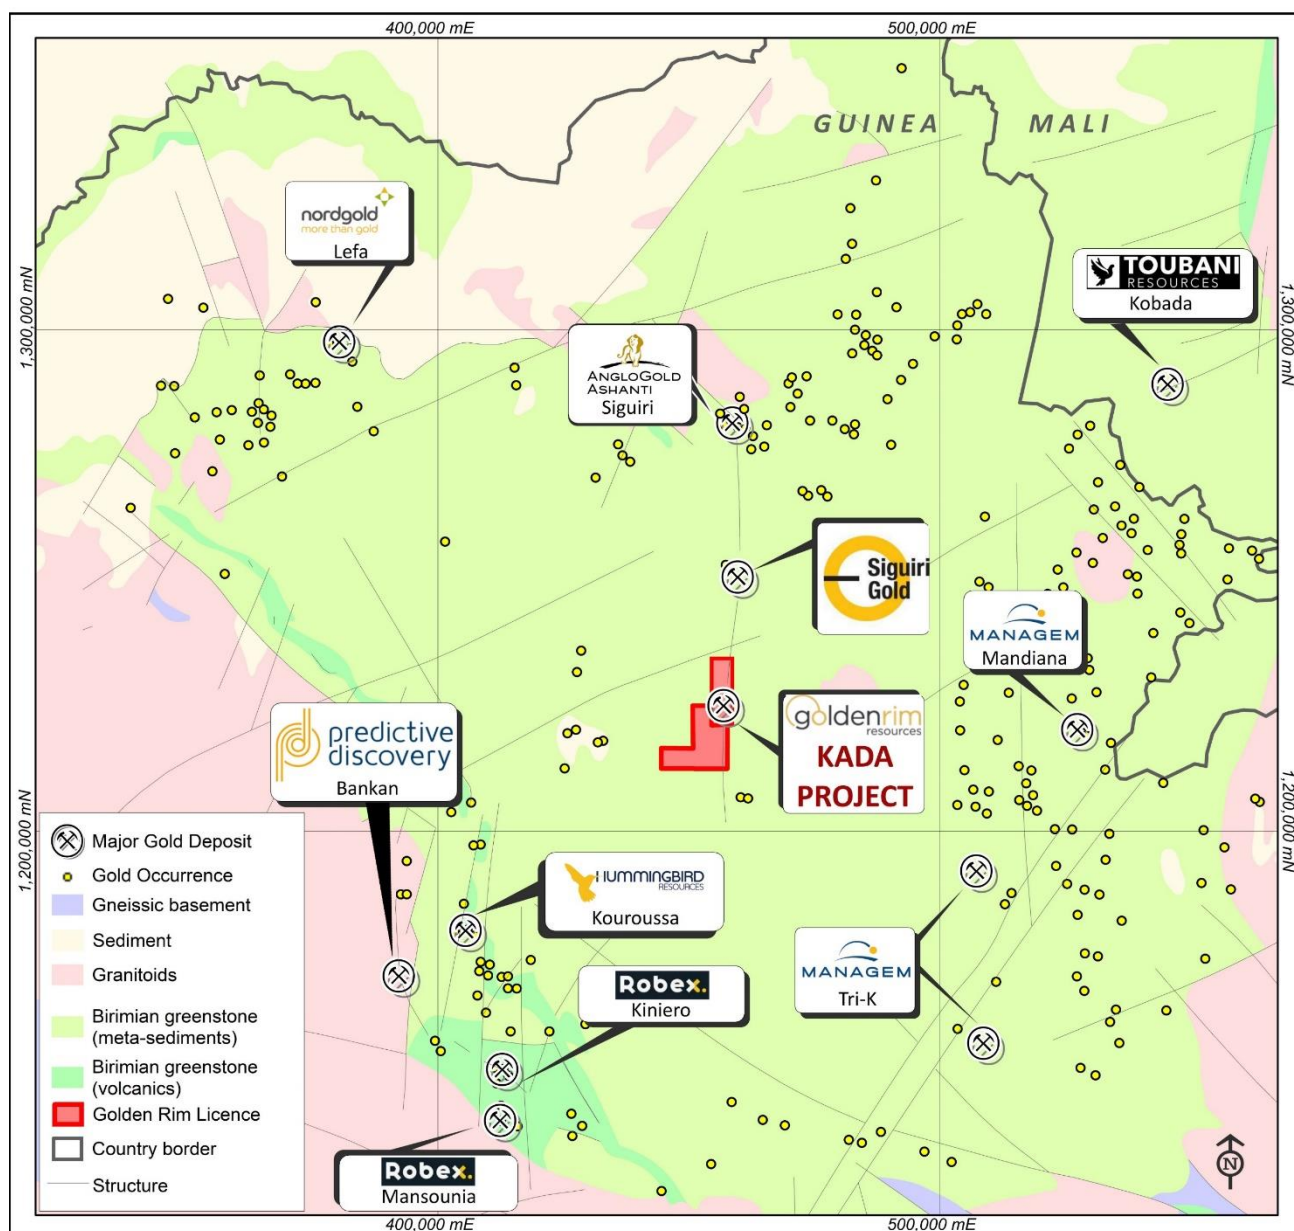 400,000 mE
500,000 mE
GUINEA
MALI
nordgold
more than gold
Lefa
TOUBANI
RESOURCES
Kobada
1,300,000 mN
1,300,000 mN
ANGLOGOLD
ASHANTI
Siguiri
Siguiri
Gold
MANAGEM
Mandiana
goldenrim
resources
KADA
PROJECT
predictive
discovery
Bankan
1,200,000 mN
1,200,000 mN
HUMMINGBIRD
RESOURCES
Kouroussa
MANAGEM
Tri-K
Robex.
Kiniero
Robex.
Mansounia
Major Gold Deposit
Gold Occurrence
Gneissic basement
Sediment
Granitoids
Birimian greenstone
(meta-sediments)
Birimian greenstone
(volcanics)
Golden Rim Licence
Country border
Structure
N
400,000 mE
500,000 mE